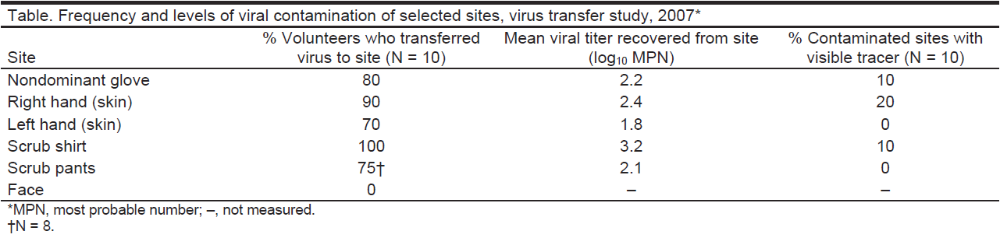 Table. Frequency and levels of viral contamination of selected sites, virus transfer study, 2007*
Site % Volunteers who transferred virus to site (N = 10) Mean viral titer recovered from site (log10 MPN) % Contaminated sites with visible tracer (N = 10)
Nondominant glove 80 2.2 10
Right hand (skin) 90 2.4 20
Left hand (skin) 70 1.8 0
Scrub shirt 100 3.2 10
Scrub pants 75† 2.1 0
Face 0 – –
*MPN, most probable number; –, not measured.
†N = 8.